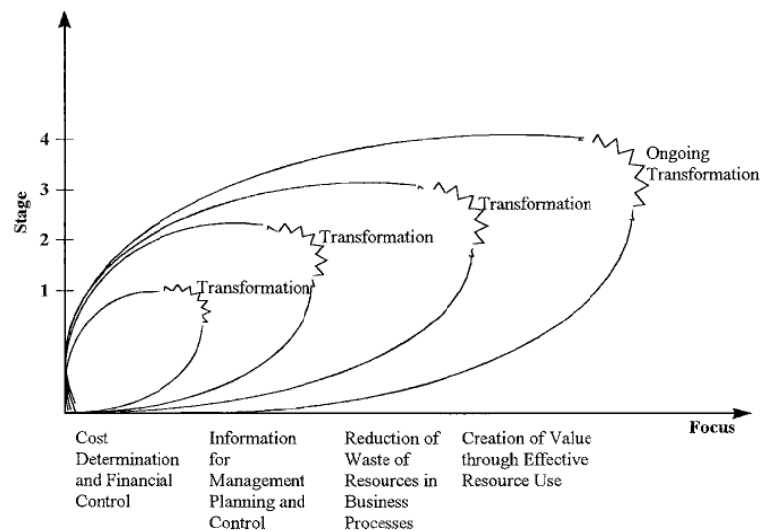 4
Ongoing
Transformation
3
Transformation
Stage
2
Transformation
1
Transformation
Focus
Cost
Determination
and Financial
Control
Information
for
Management
Planning and
Control
Reduction of
Waste of
Resources in
Business
Processes
Creation of Value
through Effective
Resource Use